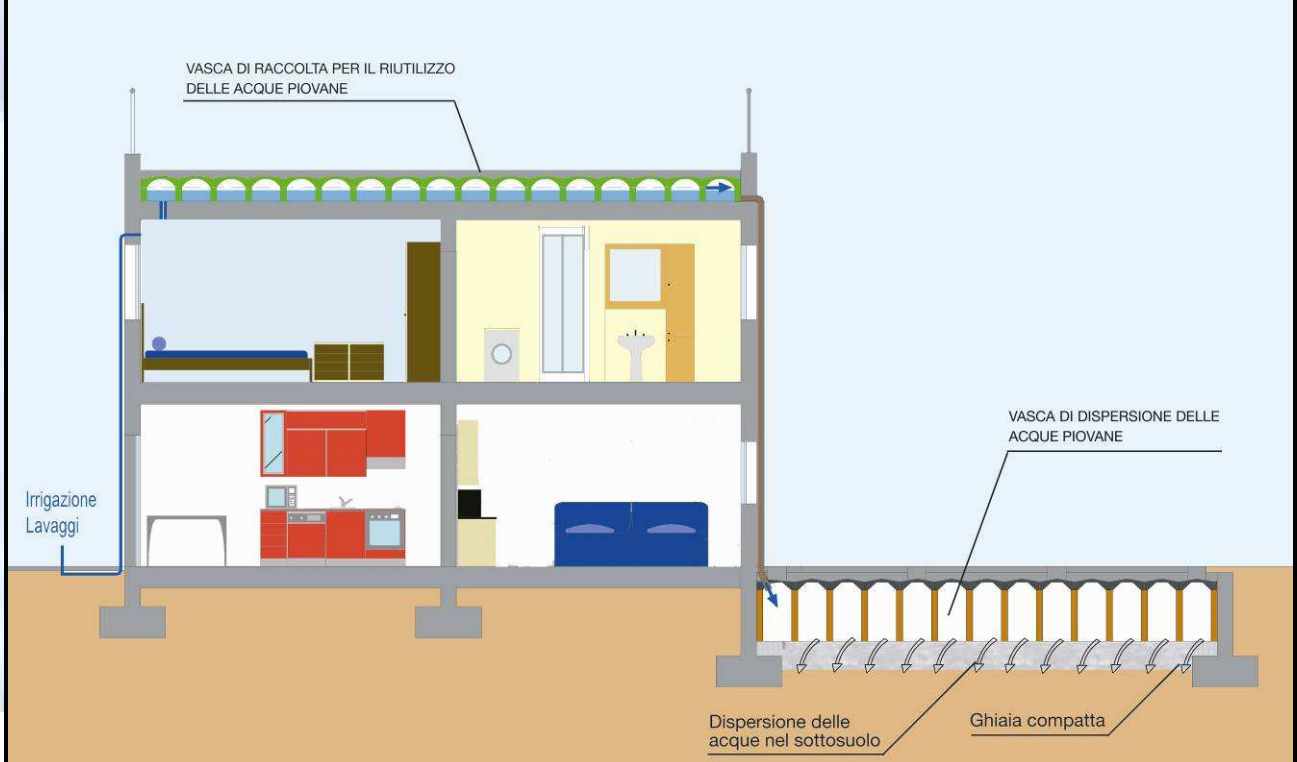 VASCA DI RACCOLTA PER IL RIUTILIZZO
DELLE ACQUE PIOVANE
VASCA DI DISPERSIONE DELLE
ACQUE PIOVANE
Irrigazione
Lavaggi
Dispersione delle
acque nel sottosuolo
Ghiaia compatta